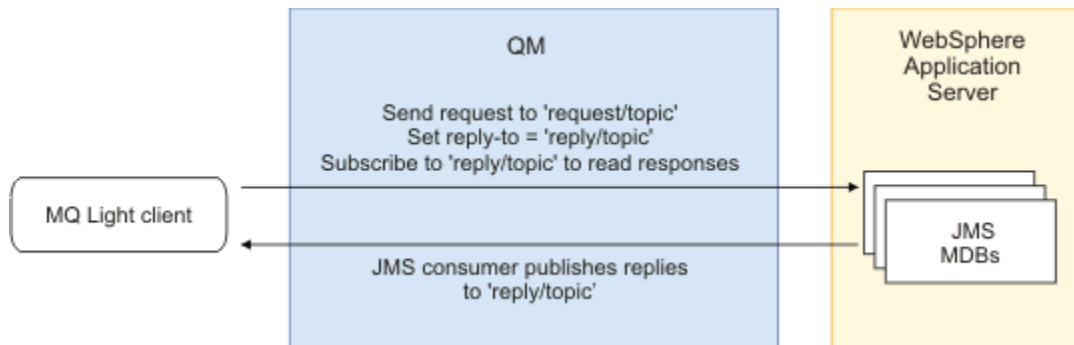 QM
WebSphere
Application
Server
Send request to 'request/topic'
Set reply-to = 'reply/topic'
Subscribe to 'reply/topic' to read responses
MQ Light client
JMS
MDBs
JMS consumer publishes replies
to 'reply/topic'